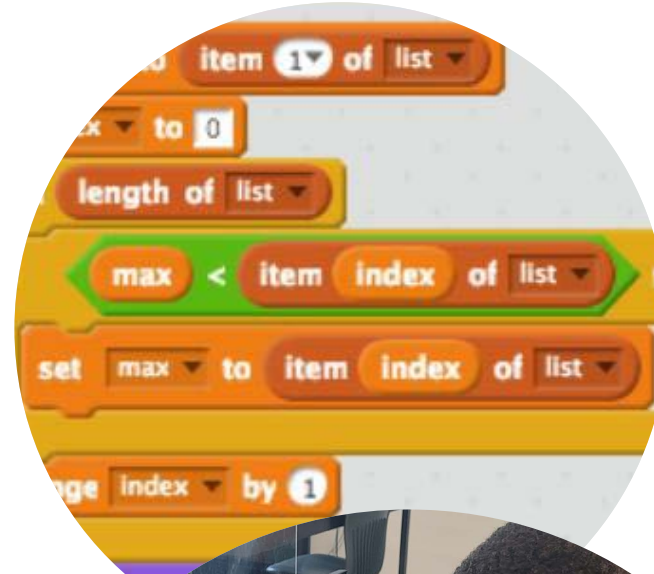 item 1 of list
to 0
length of list
max < item index of list
set max to item index of list
index by 1